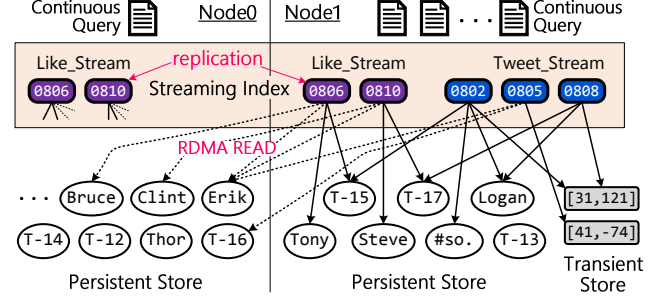 Continuous Query
Node0
Node1
Continuous Query
. . .
Like_Stream
replication
Like_Stream
Tweet_Stream
0806
0810
Streaming Index
0806
0810
0802
0805
0808
RDMA READ
. . .
Bruce
Clint
Erik
T-15
T-17
Logan
[31,121]
T-14
T-12
Thor
T-16
Tony
Steve
#so.
T-13
[41,-74]
Persistent Store
Persistent Store
Transient Store